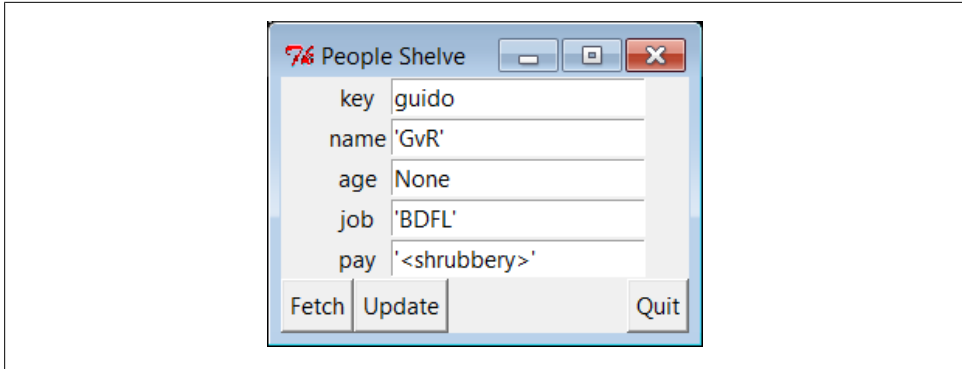 People Shelve
key guido
name 'GvR'
age None
job 'BDFL'
pay '<shrubbery>'
Fetch Update Quit